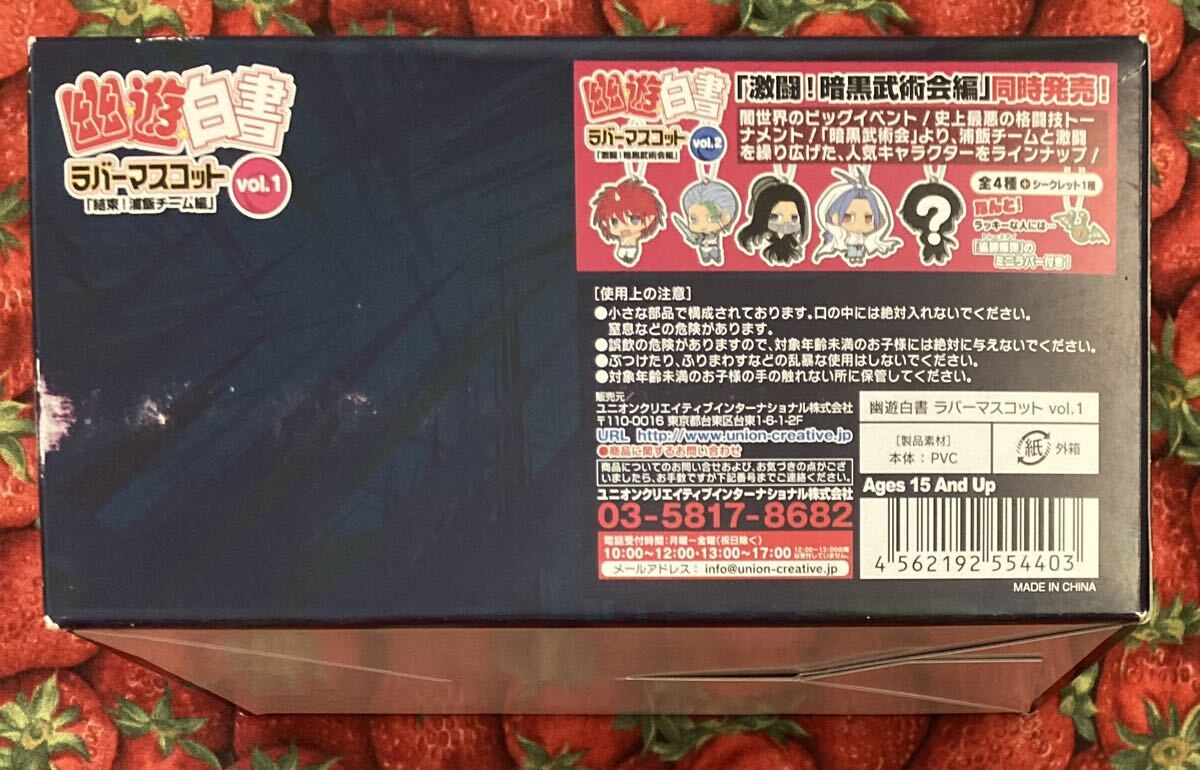 幽遊白書
ラバーマスコット
vol.1
「結束!浦飯チーム編」
幽遊白書
ラバーマスコット
vol.2
「激闘!暗黒武術会編」
「激闘!暗黒武術会編」同時発売!
闇世界のビッグイベント!史上最悪の格闘技トー
ナメント!「暗黒武術会」より、浦飯チームと激闘
を繰り広げた、人気キャラクターをラインナップ!
全4種+シークレット1種
なんと!
ラッキーな人には…
「追跡爆弾」の
ミニラバー付き!
?
[使用上の注意]
●小さな部品で構成されております。口の中には絶対入れないでください。
窒息などの危険があります。
●誤飲の危険がありますので、対象年齢未満のお子様には絶対に与えないでください。
●ぶつけたり、ふりまわすなどの乱暴な使用はしないでください。
●対象年齢未満のお子様の手の触れない所に保管してください。
販売元/
ユニオンクリエイティブインターナショナル株式会社
〒110-0016 東京都台東区台東1-6-1-2F
URL http://www.union-creative.jp
●商品に関するお問い合わせ
商品についてのお問い合せおよび、お気づきの点がござ
いましたら、お手数ですが下記番号までご連絡ください。
ユニオンクリエイティブインターナショナル株式会社
03-5817-8682
電話受付時間:月曜〜金曜(祝日除く)
10:00〜12:00・13:00〜17:00 12:00〜13:00の間は受付していません。
メールアドレス: info@union-creative.jp
幽遊白書 ラバーマスコット vol.1
[製品素材]
本体:PVC
紙 外箱
Ages 15 And Up
4 562192 554403
MADE IN CHINA